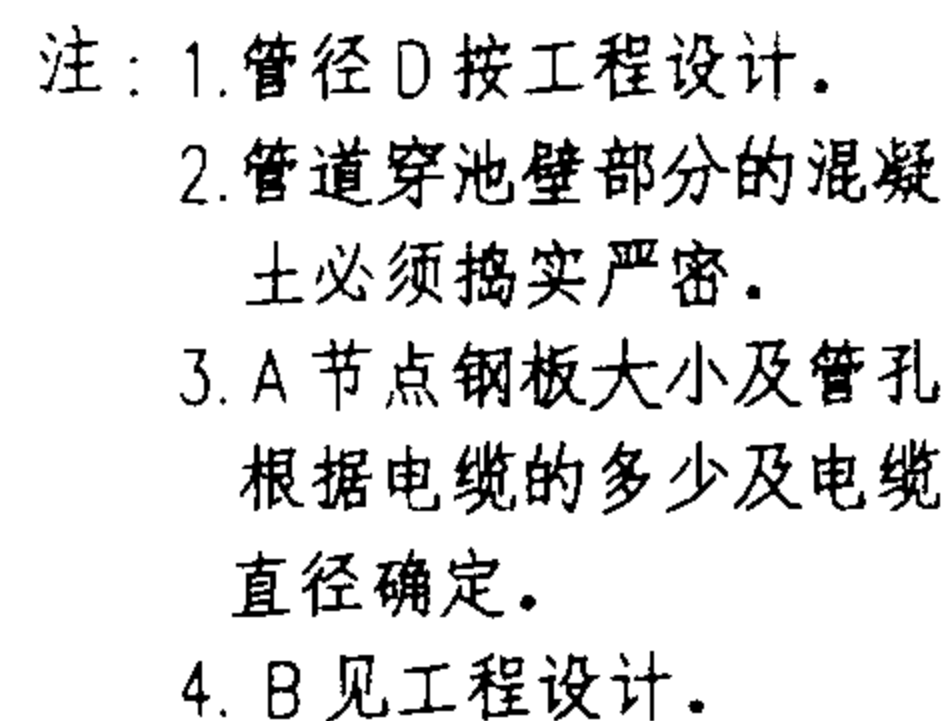 注：1.管径D按工程设计.
2.管道穿池壁部分的混凝
土必须捣实严密.
3.A节点钢板大小及管孔
根据电缆的多少及电缆
直径确定.
4.B见工程设计.